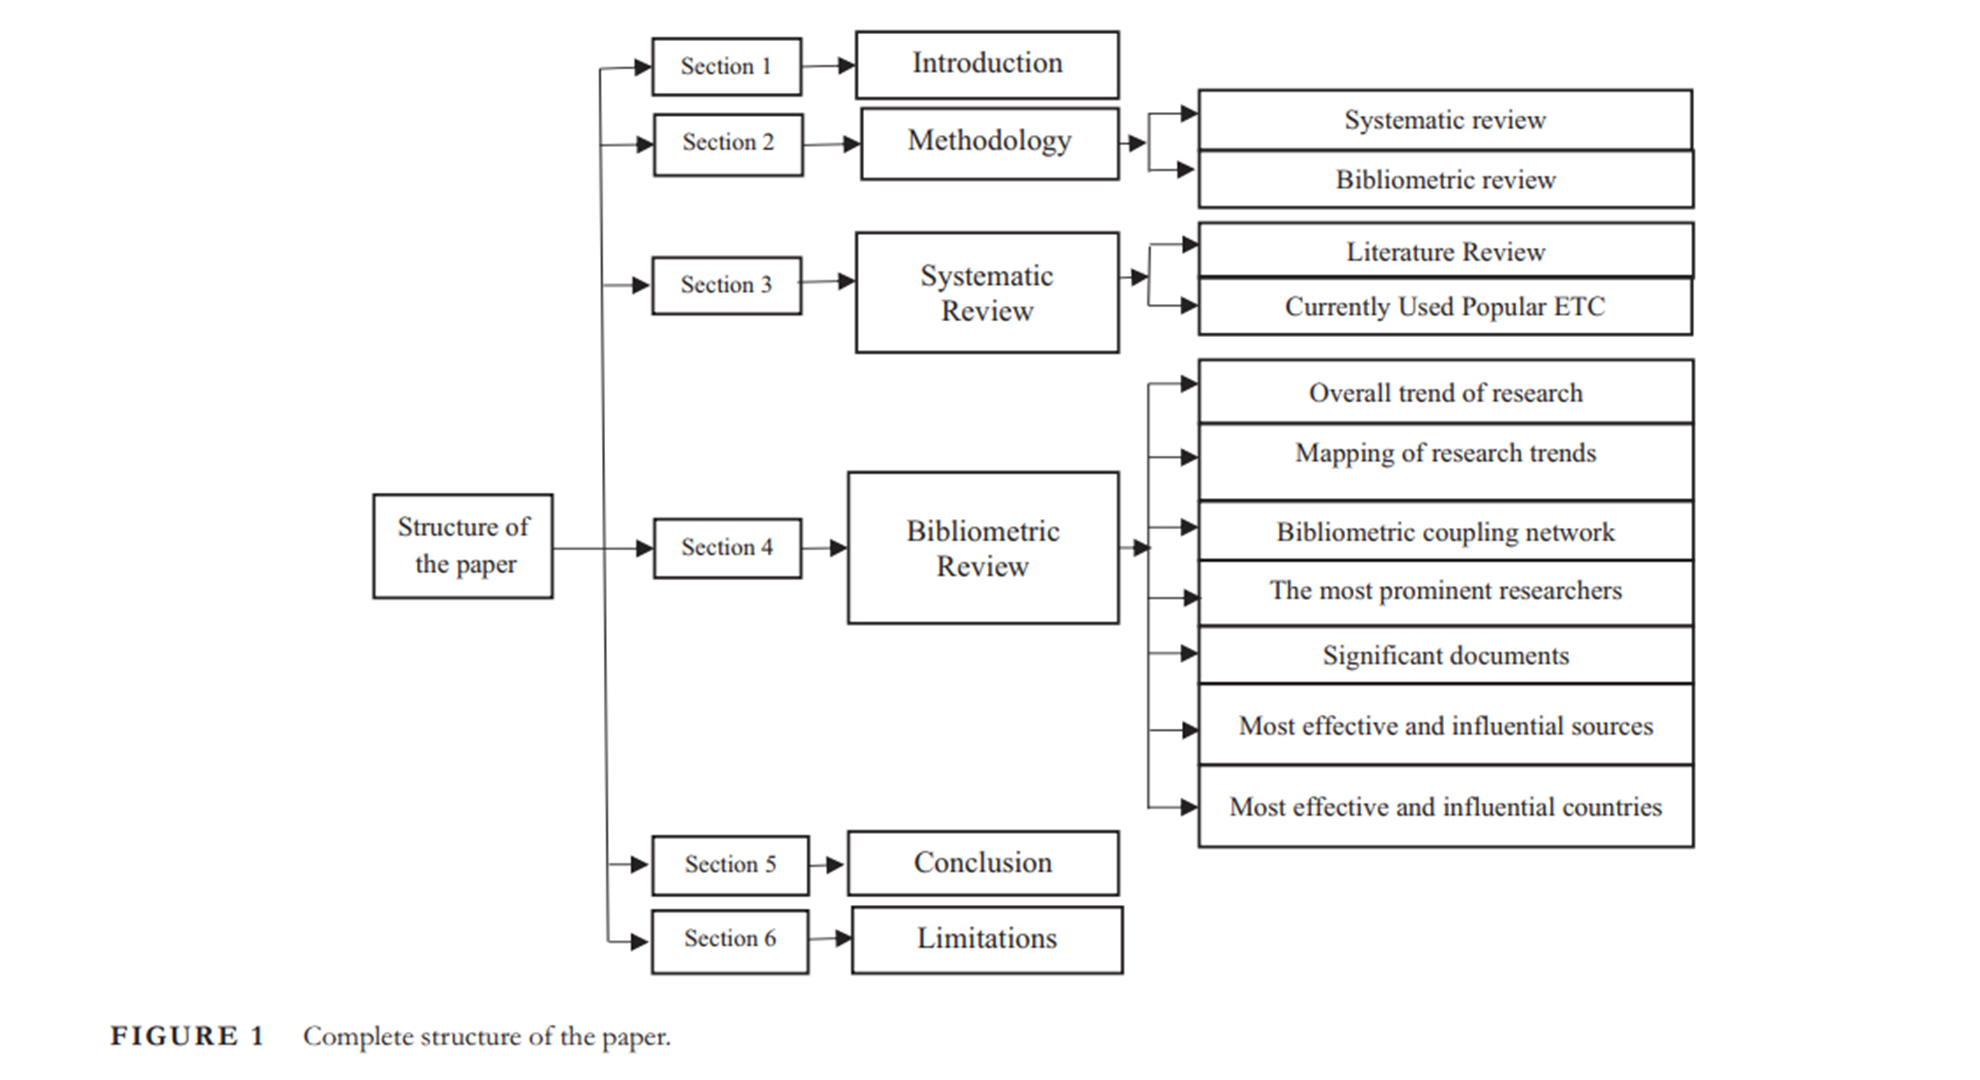 Section 1
Introduction
Section 2
Methodology
Systematic review
Bibliometric review
Section 3
Systematic
Review
Literature Review
Currently Used Popular ETC
Structure of
the paper
Section 4
Bibliometric
Review
Overall trend of research
Mapping of research trends
Bibliometric coupling network
The most prominent researchers
Significant documents
Most effective and influential sources
Most effective and influential countries
Section 5
Conclusion
Section 6
Limitations
FIGURE 1 Complete structure of the paper.